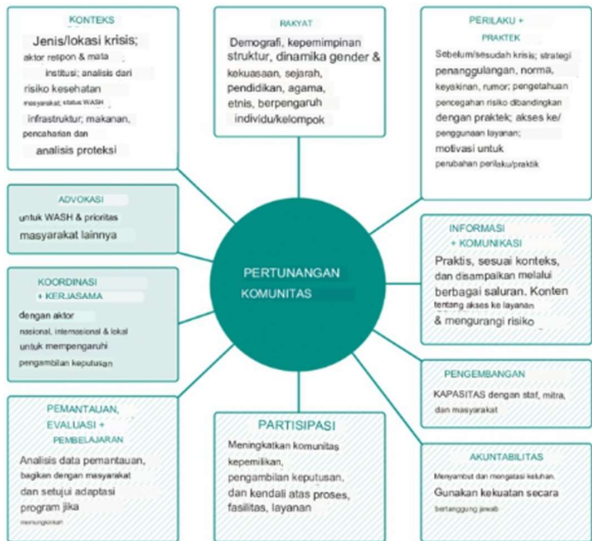 KONTEKS
Jenis/lokasi krisis;
aktor respon & mata
institusi; analisis dari
risiko kesehatan
masyarakat, status WASH
infrastruktur; makanan,
pencaharian dan
analisis proteksi
RAKYAT
Demografi, kepemimpinan
struktur, dinamika gender &
kekuasaan, sejarah,
pendidikan, agama,
etnis, berpengaruh
individu/kelompok
PERILAKU +
PRAKTEK
Sebelum/sesudah krisis; strategi
penanggulangan, norma,
keyakinan, rumor; pengetahuan
pencegahan risiko dibandingkan
dengan praktek; akses ke/
penggunaan layanan;
motivasi untuk
perubahan perilaku/praktik
ADVOKASI
untuk WASH & prioritas
masyarakat lainnya
KOORDINASI
+ KERJASAMA
dengan aktor
nasional, internasional & lokal
untuk mempengaruhi
pengambilan keputusan
PERTUNANGAN
KOMUNITAS
INFORMASI
+ KOMUNIKASI
Praktis, sesuai konteks,
dan disampaikan melalui
berbagai saluran. Konten
tentang akses ke layanan
& mengurangi risiko
PENGEMBANGAN
KAPASITAS dengan staf, mitra,
dan masyarakat
PEMANTAUAN,
EVALUASI +
PEMBELAJARAN
Analisis data pemantauan,
bagikan dengan masyarakat
dan setujui adaptasi
program jika
memungkinkan
PARTISIPASI
Meningkatkan komunitas
kepemilikan,
pengambilan keputusan,
dan kendali atas proses,
fasilitas, layanan
AKUNTABILITAS
Menyambut dan mengatasi keluhan.
Gunakan kekuatan secara
bertanggung jawab